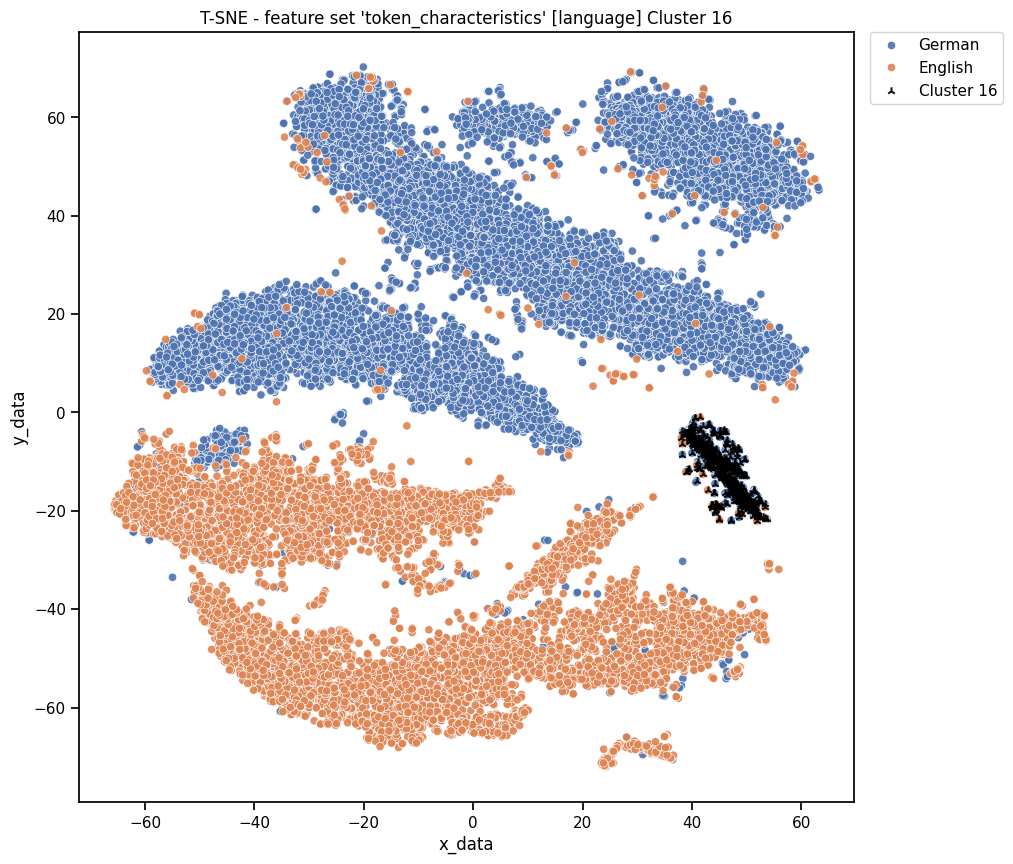 T-SNE - feature set 'token_characteristics' [language] Cluster 16
German
English
Cluster 16
y_data
60
40
20
0
−20
−40
−60
−60
−40
−20
0
20
40
60
x_data